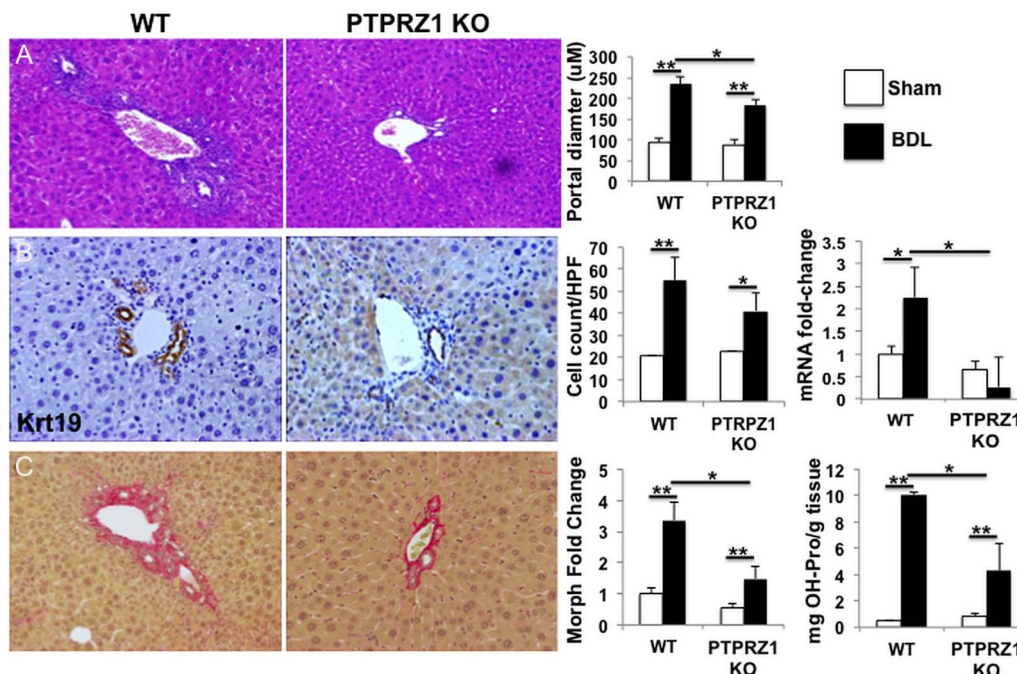 WT
PTPRZ1 KO
A
Portal diamter (uM)
300
250
200
150
100
50
0
**
*
**
WT
PTPRZ1
KO
Sham
BDL
B
Krt19
Cell count/HPF
70
60
50
40
30
20
10
0
**
*
WT
PTRPZ1
KO
mRNA fold-change
3.5
3
2.5
2
1.5
1
0.5
0
*
*
WT
PTPRZ1
KO
C
Morph Fold Change
5
4
3
2
1
0
**
*
**
WT
PTPRZ1
KO
mg OH-Pro/g tissue
12
10
8
6
4
2
0
**
*
**
WT
PTPRZ1
KO